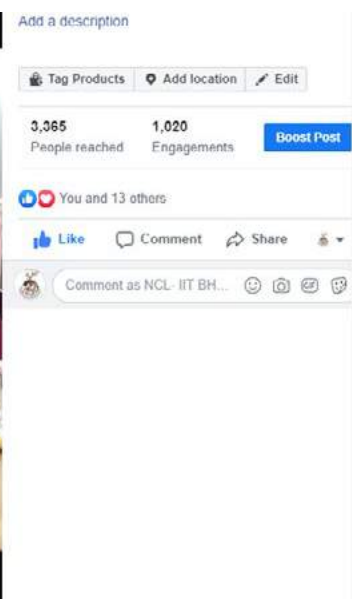 Add a description
Tag Products Add location Edit
3,365 1,020
People reached Engagements Boost Post
You and 13 others
Like Comment Share
Comment as NCL- IIT BH...
GIF